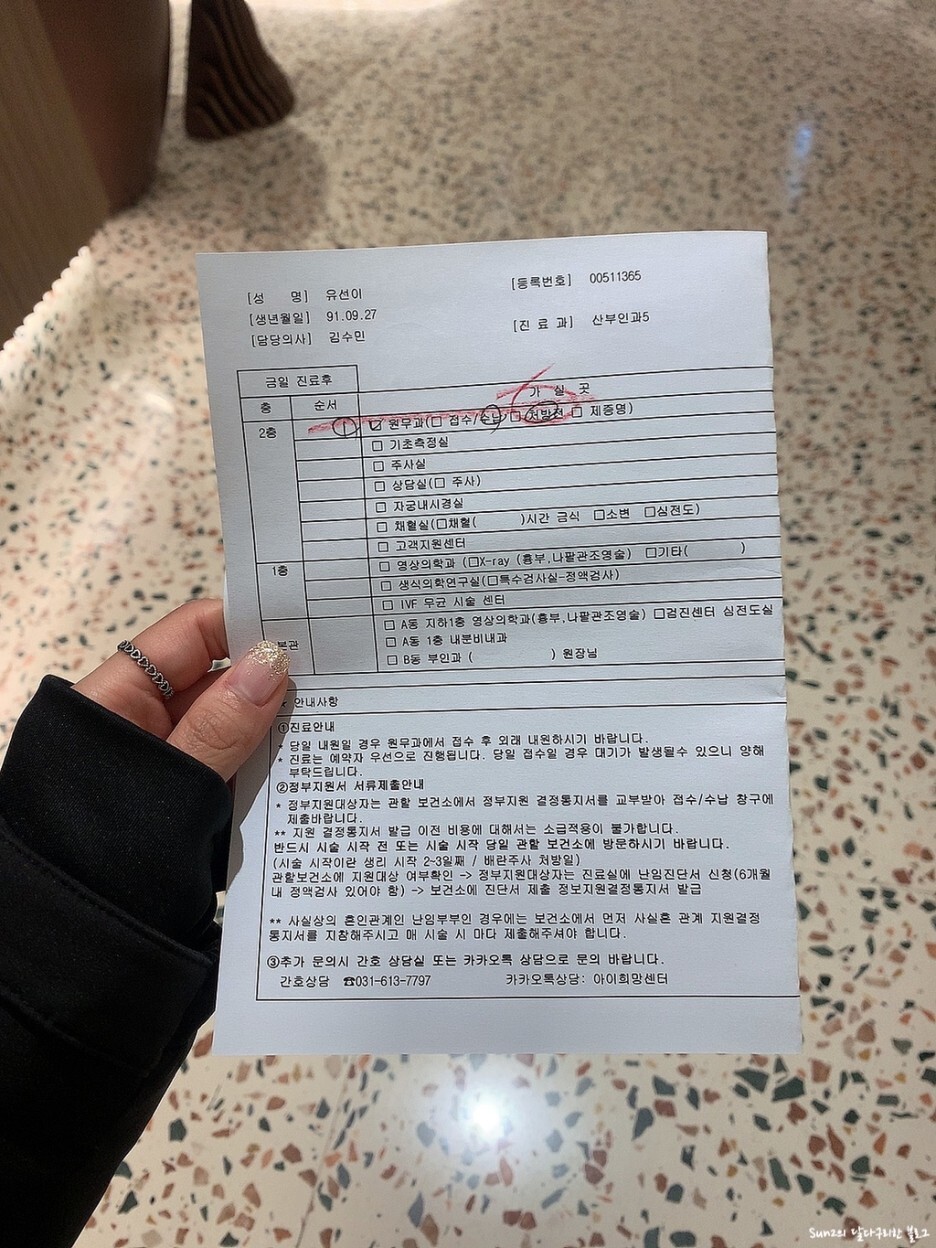 [성 명] 유선이 [등록번호] 00511365
[생년월일] 91.09.27 [진 료 과] 산부인과5
[담당의사] 김수민
금일 진료후 가 실 곳
층 순서
2층 1 ☑ 원무과(□ 접수/수납 □ 처방전 □ 제증명)
□ 기초측정실
□ 주사실
□ 상담실(□ 주사)
□ 자궁내시경실
□ 채혈실(□채혈( )시간 금식 □소변 □심전도)
□ 고객지원센터
1층 □ 영상의학과 (□X-ray (흉부,나팔관조영술) □기타( )
□ 생식의학연구실(□특수검사실-정액검사)
□ IVF 무균 시술 센터
본관 □ A동 지하1층 영상의학과(흉부,나팔관조영술) □검진센터 심전도실
□ A동 1층 내분비내과
□ B동 부인과 ( ) 원장님
* 안내사항
①진료안내
* 당일 내원일 경우 원무과에서 접수 후 외래 내원하시기 바랍니다.
* 진료는 예약자 우선으로 진행됩니다. 당일 접수일 경우 대기가 발생될수 있으니 양해
부탁드립니다.
②정부지원서 서류제출안내
* 정부지원대상자는 관할 보건소에서 정부지원 결정통지서를 교부받아 접수/수납 창구에
제출바랍니다.
** 지원 결정통지서 발급 이전 비용에 대해서는 소급적용이 불가합니다.
반드시 시술 시작 전 또는 시술 시작 당일 관할 보건소에 방문하시기 바랍니다.
(시술 시작이란 생리 시작 2~3일째 / 배란주사 처방일)
관할보건소에 지원대상 여부확인 -> 정부지원대상자는 진료실에 난임진단서 신청(6개월
내 정액검사 있어야 함) -> 보건소에 진단서 제출 정보지원결정통지서 발급
** 사실상의 혼인관계인 난임부부인 경우에는 보건소에서 먼저 사실혼 관계 지원결정
통지서를 지참해주시고 매 시술 시 마다 제출해주셔야 합니다.
③추가 문의시 간호 상담실 또는 카카오톡 상담으로 문의 바랍니다.
간호상담 ☎031-613-7797 카카오톡상담: 아이희망센터
Sun2의 달다구리한 블로그